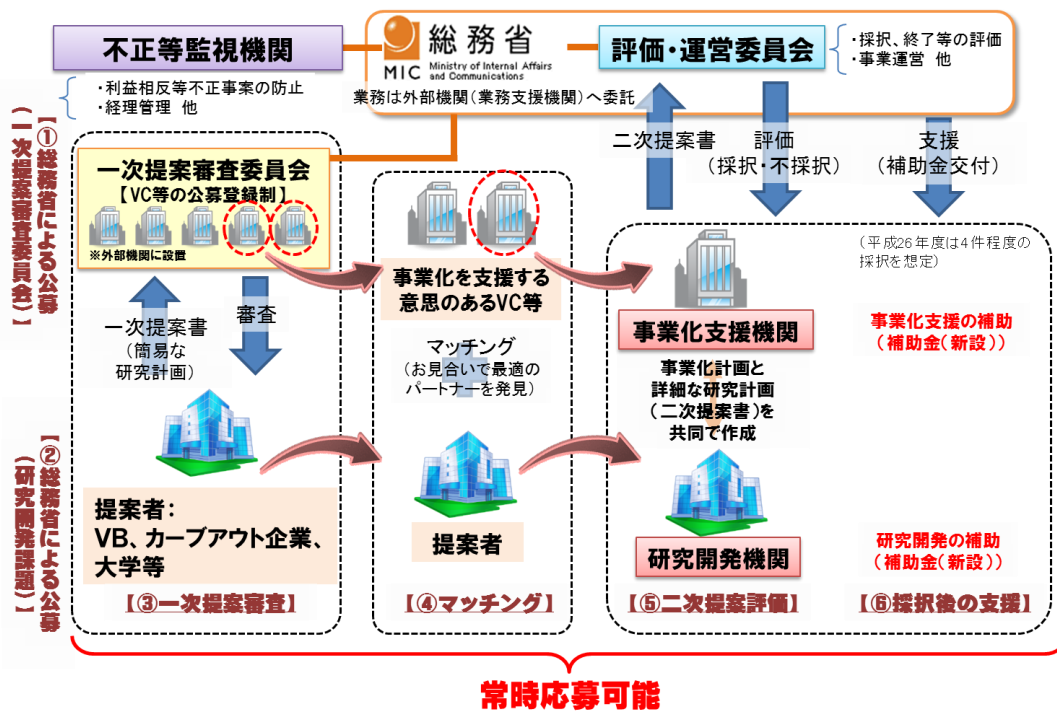 不正等監視機関
・利益相反等不正事案の防止
・経理管理 他
総務省
MIC
Ministry of Internal Affairs
and Communications
業務は外部機関(業務支援機関)へ委託
評価・運営委員会
・採択、終了等の評価
・事業運営 他
【①総務省による公募
(一次提案審査委員会)】
【②総務省による公募
(研究開発課題)】
一次提案審査委員会
【VC等の公募登録制】
※外部機関に設置
一次提案書
(簡易な
研究計画)
審査
提案者:
VB、カーブアウト企業、
大学等
【③一次提案審査】
事業化を支援する
意思のあるVC等
マッチング
(お見合いで最適の
パートナーを発見)
提案者
【④マッチング】
二次提案書
評価
(採択・不採択)
支援
(補助金交付)
事業化支援機関
事業化計画と
詳細な研究計画
(二次提案書)を
共同で作成
研究開発機関
【⑤二次提案評価】
(平成26年度は4件程度の
採択を想定)
事業化支援の補助
(補助金(新設))
研究開発の補助
(補助金(新設))
【⑥採択後の支援】
常時応募可能